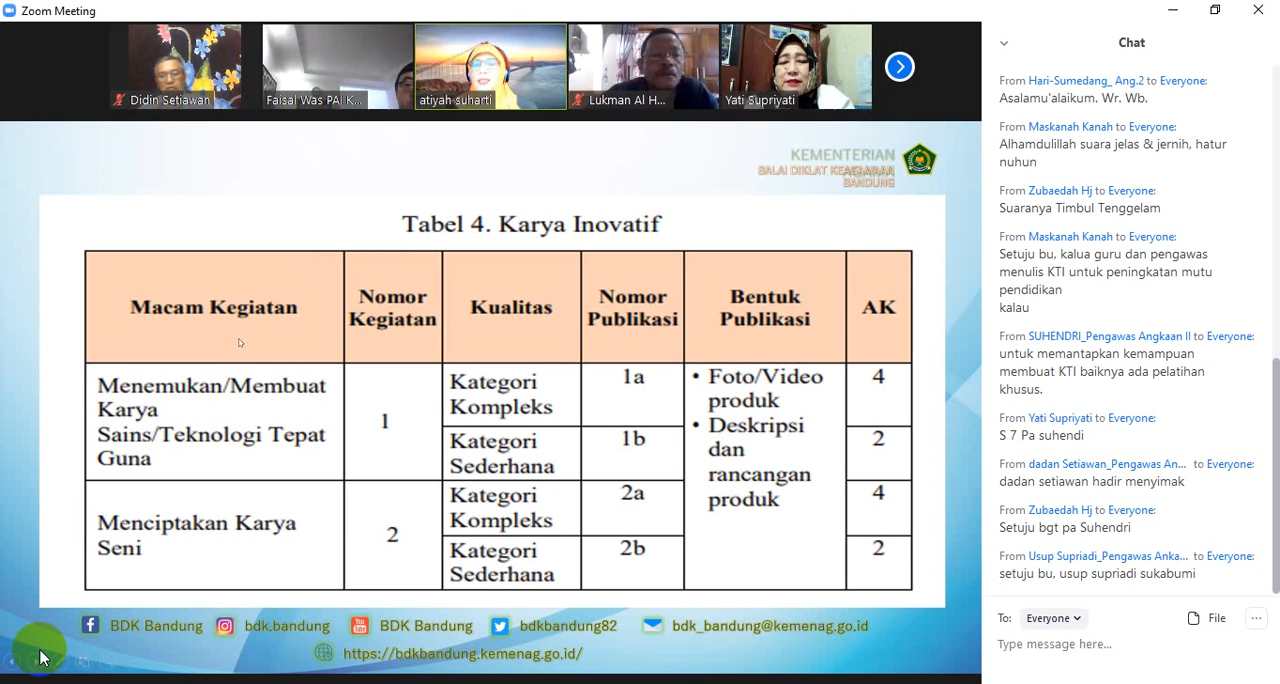 Zoom Meeting
Didin Setiawan
Faisal Was PAI K...
atiyah suharti
Lukman Al H...
Yati Supriyati
KEMENTERIAN
BALAI DIKLAT KEAGAMAAN
BANDUNG
Tabel 4. Karya Inovatif
Macam Kegiatan
Nomor
Kegiatan
Kualitas
Nomor
Publikasi
Bentuk
Publikasi
AK
Menemukan/Membuat
Karya
Sains/Teknologi Tepat
Guna
1
Kategori
Kompleks
1a
• Foto/Video
produk
• Deskripsi
dan
rancangan
produk
4
Kategori
Sederhana
1b
2
Menciptakan Karya
Seni
2
Kategori
Kompleks
2a
4
Kategori
Sederhana
2b
2
BDK Bandung
bdk.bandung
BDK Bandung
bdkbandung82
bdk_bandung@kemenag.go.id
https://bdkbandung.kemenag.go.id/
Chat
From Hari-Sumedang_ Ang.2 to Everyone:
Asalamu'alaikum. Wr. Wb.
From Maskanah Kanah to Everyone:
Alhamdulillah suara jelas & jernih, hatur
nuhun
From Zubaedah Hj to Everyone:
Suaranya Timbul Tenggelam
From Maskanah Kanah to Everyone:
Setuju bu, kalua guru dan pengawas
menulis KTI untuk peningkatan mutu
pendidikan
kalau
From SUHENDRI_Pengawas Angkaan II to Everyone:
untuk memantapkan kemampuan
membuat KTI baiknya ada pelatihan
khusus.
From Yati Supriyati to Everyone:
S 7 Pa suhendi
From dadan Setiawan_Pengawas An... to Everyone:
dadan setiawan hadir menyimak
From Zubaedah Hj to Everyone:
Setuju bgt pa Suhendri
From Usup Supriadi_Pengawas Anka... to Everyone:
setuju bu, usup supriadi sukabumi
To: Everyone
File
Type message here...